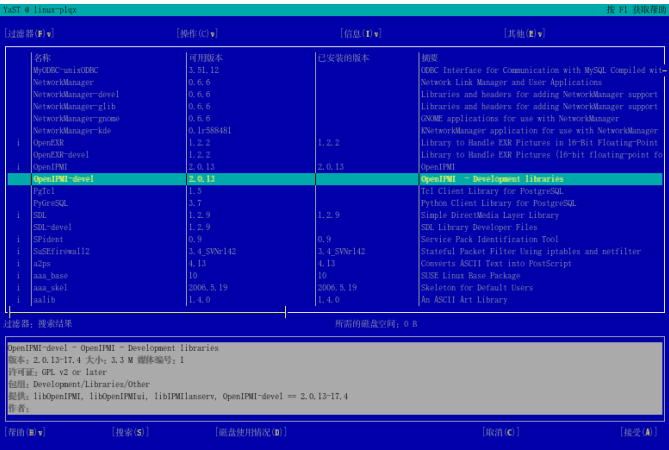 YaST @ linux-plqx 按 F1 获取帮助
[过滤器(F)↓] [操作(C)↓] [信息(I)↓] [其他(E)↓]
名称 可用版本 已安装的版本 摘要
MyODBC-unixODBC 3.51.12 ODBC Interface for Communication with MySQL Compiled wit
NetworkManager 0.6.6 Network Link Manager and User Applications
NetworkManager-devel 0.6.6 Libraries and headers for adding NetworkManager support
NetworkManager-glib 0.6.6 Libraries and headers for adding NetworkManager support
NetworkManager-gnome 0.6.6 GNOME applications for use with NetworkManager
NetworkManager-kde 0.1r588481 KNetworkManager application for use with NetworkManager
i OpenEXR 1.2.2 1.2.2 Library to Handle EXR Pictures in 16-Bit Floating-Point
OpenEXR-devel 1.2.2 Library to Handle EXR Pictures (16-bit floating-point fo
i OpenIPMI 2.0.13 2.0.13 OpenIPMI
OpenIPMI-devel 2.0.13 OpenIPMI - Development libraries
PgTcl 1.5 Tcl Client Library for PostgreSQL
PyGreSQL 3.7 Python Client Library for PostgreSQL
i SDL 1.2.9 1.2.9 Simple DirectMedia Layer Library
SDL-devel 1.2.9 SDL Library Developer Files
i SPident 0.9 0.9 Service Pack Identification Tool
i SuSEfirewall2 3.4_SVNr142 3.4_SVNr142 Stateful Packet Filter Using iptables and netfilter
i a2ps 4.13 4.13 Converts ASCII Text into PostScript
i aaa_base 10 10 SUSE Linux Base Package
i aaa_skel 2006.5.19 2006.5.19 Skeleton for Default Users
i aalib 1.4.0 1.4.0 An ASCII Art Library
过滤器：搜索结果 所需的磁盘空间：0 B
OpenIPMI-devel - OpenIPMI - Development libraries
版本：2.0.13-17.4 大小：3.3 M 媒体编号：1
许可证：GPL v2 or later
包组：Development/Libraries/Other
提供：libOpenIPMI, libOpenIPMIui, libIPMIlanserv, OpenIPMI-devel == 2.0.13-17.4
作者：
[帮助(H)↓] [搜索(S)] [磁盘使用情况(D)] [取消(C)] [接受(A)]